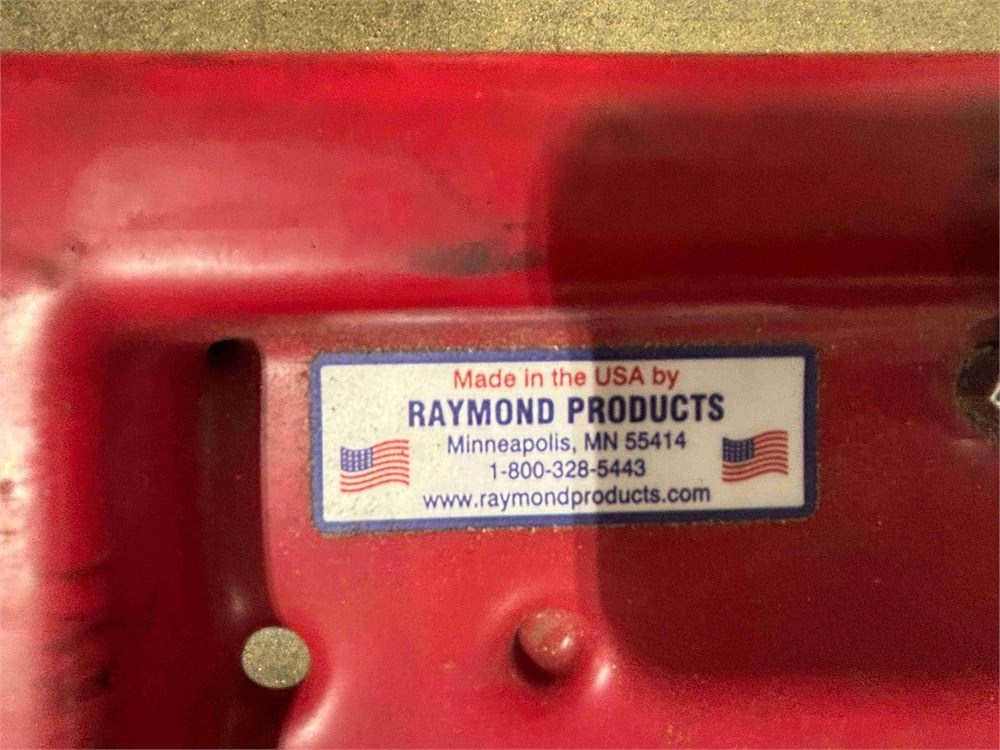 Made in the USA by
RAYMOND PRODUCTS
Minneapolis, MN 55414
1-800-328-5443
www.raymondproducts.com